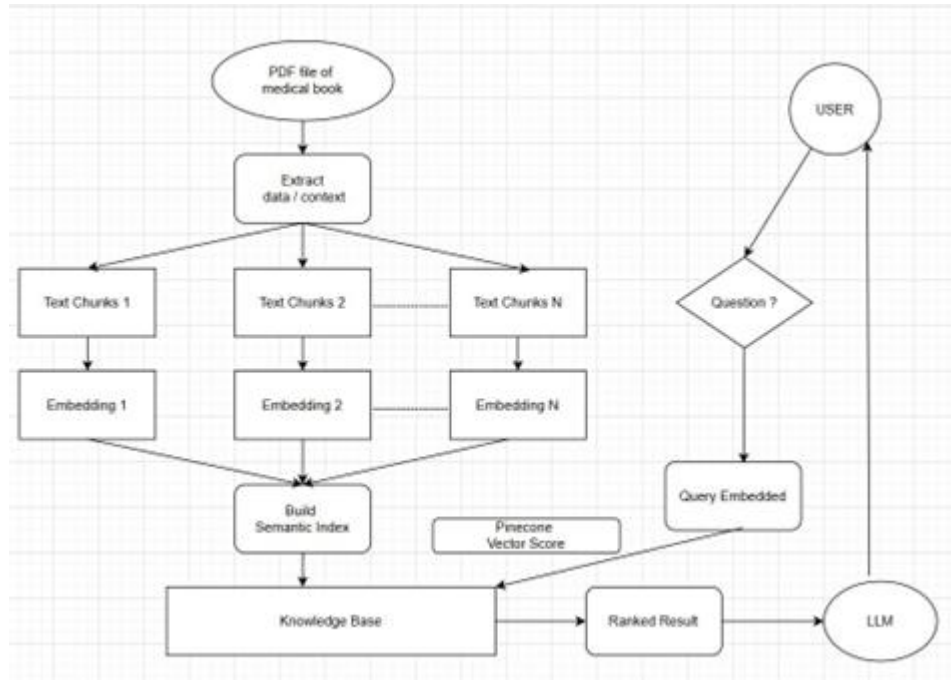 PDF file of
medical book
USER
Extract
data / context
Text Chunks 1
Text Chunks 2
Text Chunks N
Question ?
Embedding 1
Embedding 2
Embedding N
Build
Semantic Index
Query Embedded
Pinecone
Vector Score
Knowledge Base
Ranked Result
LLM